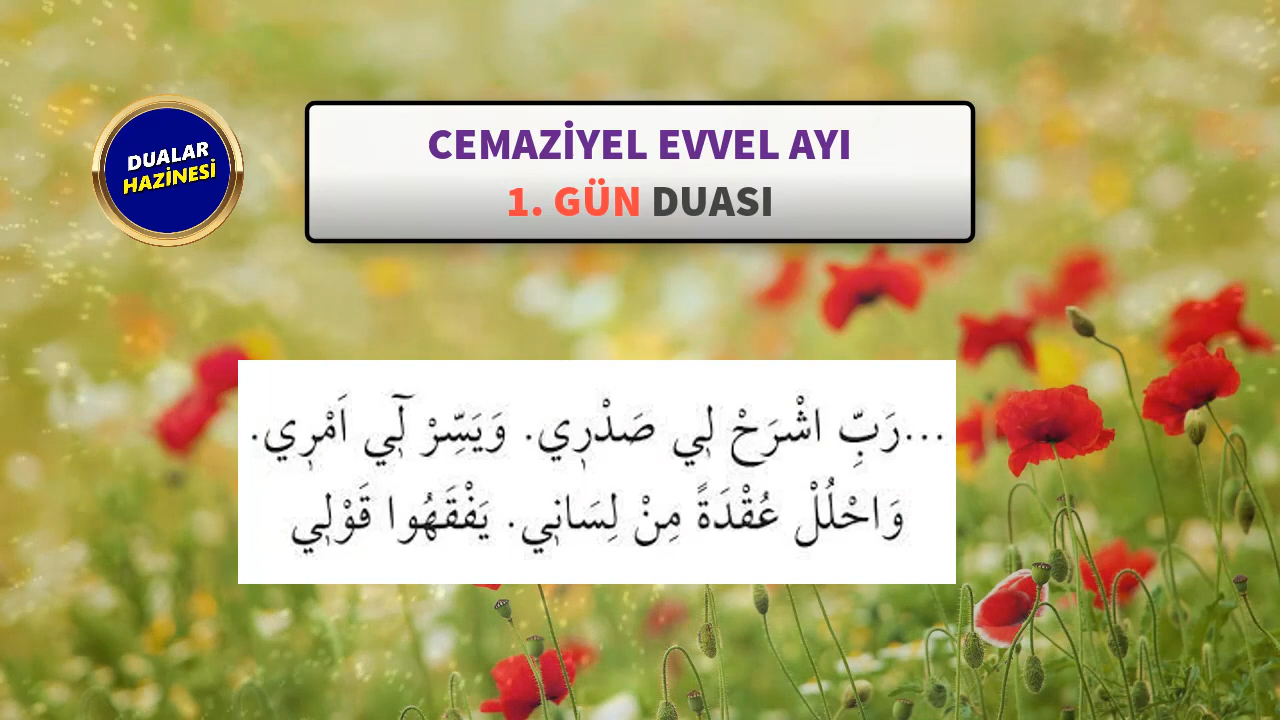 DUALAR
HAZİNESİ
CEMAZİYEL EVVEL AYI
1. GÜN DUASI
...رَبِّ اشْرَحْ لٖي صَدْرٖي. وَيَسِّرْ لٖٓي اَمْرٖي.
وَاحْلُلْ عُقْدَةً مِنْ لِسَانٖي. يَفْقَهُوا قَوْلٖي